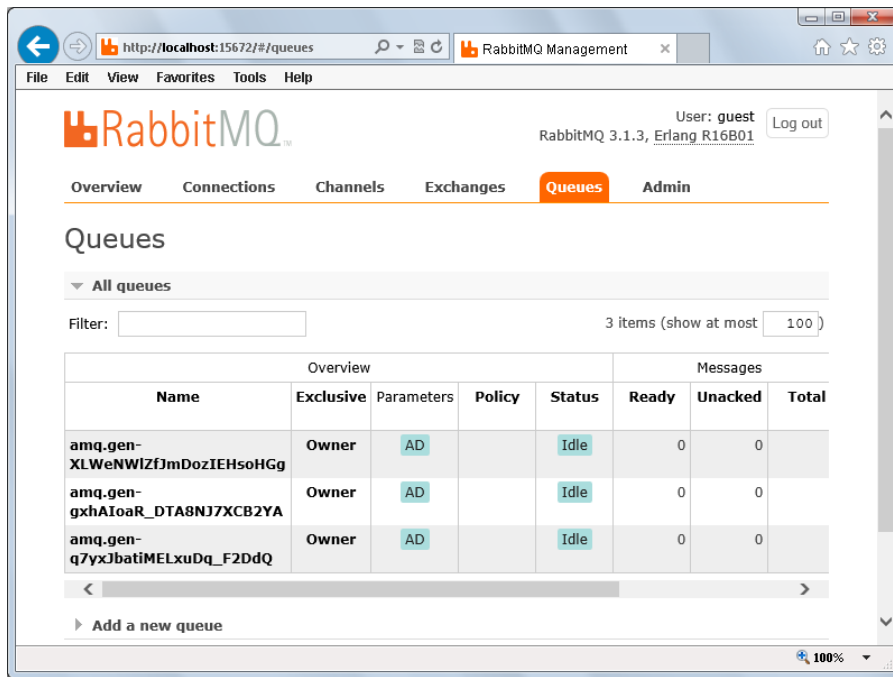 http://localhost:15672/#/queues
RabbitMQ Management
File Edit View Favorites Tools Help
RabbitMQ™
User: guest
Log out
RabbitMQ 3.1.3, Erlang R16B01
Overview Connections Channels Exchanges Queues Admin
Queues
All queues
Filter:
3 items (show at most 100 )
Overview Messages
Name Exclusive Parameters Policy Status Ready Unacked Total
amq.gen-
XLWeNWlZfJmDozIEHsoHGg Owner AD Idle 0 0
amq.gen-
gxhAIoaR_DTA8NJ7XCB2YA Owner AD Idle 0 0
amq.gen-
q7yxJbatiMELxuDq_F2DdQ Owner AD Idle 0 0
Add a new queue
100%